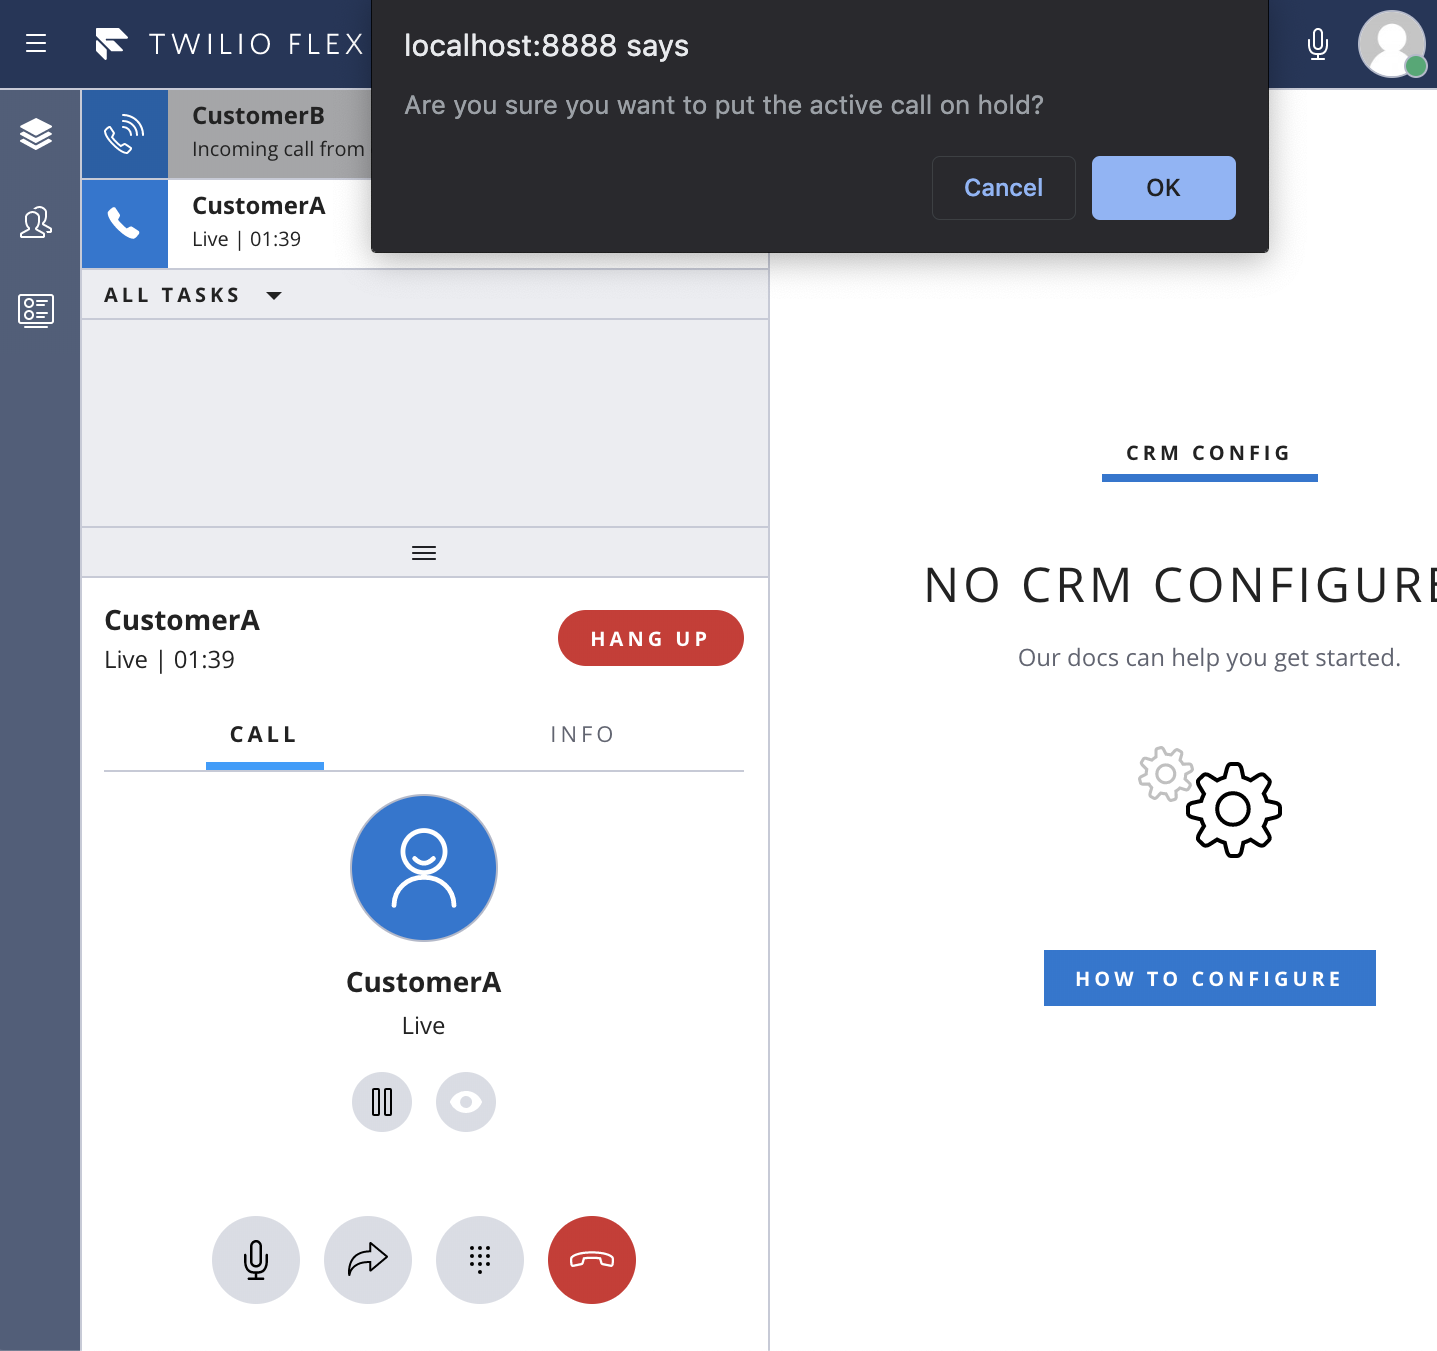 TWILIO FLEX
localhost:8888 says
Are you sure you want to put the active call on hold?
Cancel
OK
CustomerB
Incoming call from
CustomerA
Live | 01:39
ALL TASKS
CustomerA
Live | 01:39
HANG UP
CALL
INFO
CustomerA
Live
CRM CONFIG
NO CRM CONFIGURE
Our docs can help you get started.
HOW TO CONFIGURE